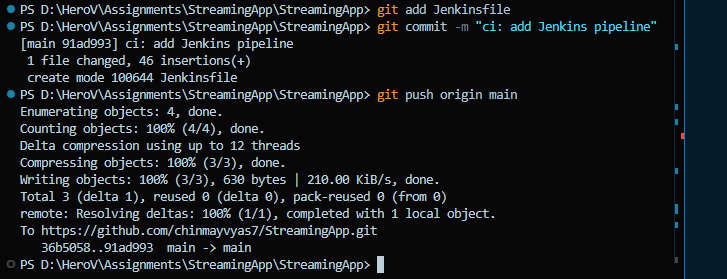 PS D:\HeroV\Assignments\StreamingApp\StreamingApp> git add Jenkinsfile
PS D:\HeroV\Assignments\StreamingApp\StreamingApp> git commit -m "ci: add Jenkins pipeline"
[main 91ad993] ci: add Jenkins pipeline
 1 file changed, 46 insertions(+)
 create mode 100644 Jenkinsfile
PS D:\HeroV\Assignments\StreamingApp\StreamingApp> git push origin main
Enumerating objects: 4, done.
Counting objects: 100% (4/4), done.
Delta compression using up to 12 threads
Compressing objects: 100% (3/3), done.
Writing objects: 100% (3/3), 630 bytes | 210.00 KiB/s, done.
Total 3 (delta 1), reused 0 (delta 0), pack-reused 0 (from 0)
remote: Resolving deltas: 100% (1/1), completed with 1 local object.
To https://github.com/chinmayvyas7/StreamingApp.git
   36b5058..91ad993  main -> main
PS D:\HeroV\Assignments\StreamingApp\StreamingApp>